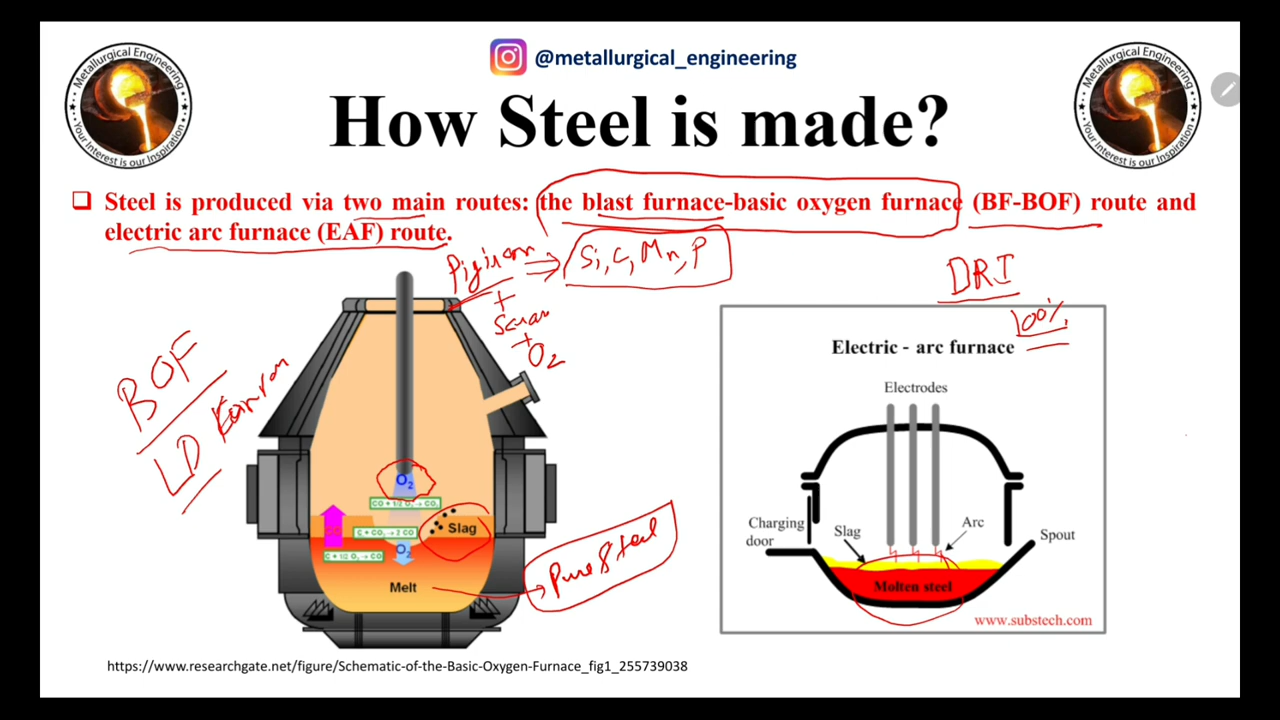 @metallurgical_engineering
Metallurgical Engineering
Your Interest is our Inspiration
Metallurgical Engineering
Your Interest is our Inspiration
How Steel is made?
❑ Steel is produced via two main routes: the blast furnace-basic oxygen furnace (BF-BOF) route and
electric arc furnace (EAF) route.
Pig iron ⇒ Si, C, Mn, P
+
+
O2
BOF
LD
O2
CO + 1/2 O2 → CO2
Slag
C + CO2 → 2 CO
O2
C + 1/2 O2 → CO
Melt
→ Pure Steel
DRI
100%
Electric - arc furnace
Electrodes
Charging
door
Slag
Arc
Spout
Molten steel
www.substech.com
https://www.researchgate.net/figure/Schematic-of-the-Basic-Oxygen-Furnace_fig1_255739038